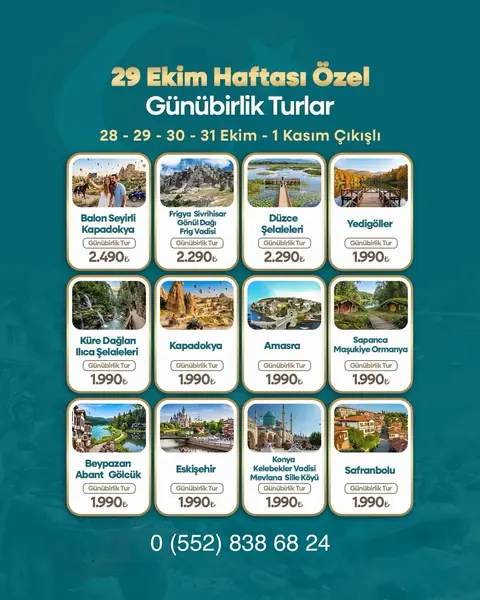 29 Ekim Haftası Özel
Günübirlik Turlar
28 - 29 - 30 - 31 Ekim - 1 Kasım Çıkışlı
Balon Seyirli
Kapadokya
Günübirlik Tur
2.490₺
Frigya Sivrihisar
Gönül Dağı
Frig Vadisi
Günübirlik Tur
2.290₺
Düzce
Şelaleleri
Günübirlik Tur
2.290₺
Yedigöller
Günübirlik Tur
1.990₺
Küre Dağları
Ilıca Şelaleleri
Günübirlik Tur
1.990₺
Kapadokya
Günübirlik Tur
1.990₺
Amasra
Günübirlik Tur
1.990₺
Sapanca
Maşukiye Ormanya
Günübirlik Tur
1.990₺
Beypazarı
Abant Gölcük
Günübirlik Tur
1.990₺
Eskişehir
Günübirlik Tur
1.990₺
Konya
Kelebekler Vadisi
Mevlana Sille Köyü
Günübirlik Tur
1.990₺
Safranbolu
Günübirlik Tur
1.990₺
0 (552) 838 68 24